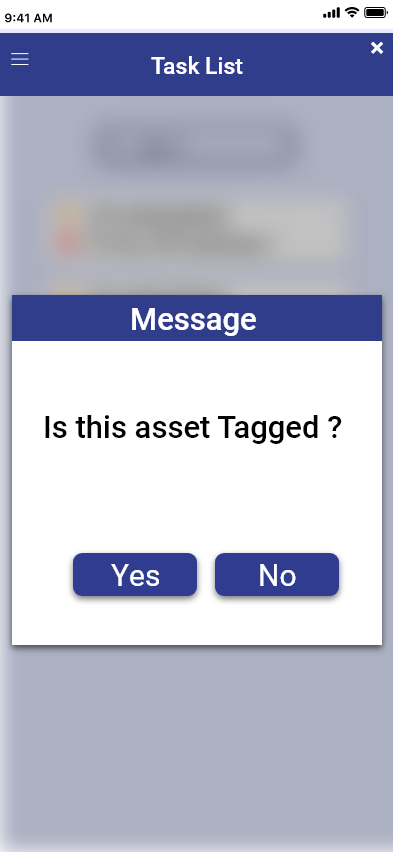 9:41 AM
Task List
Message
Is this asset Tagged ?
Yes
No